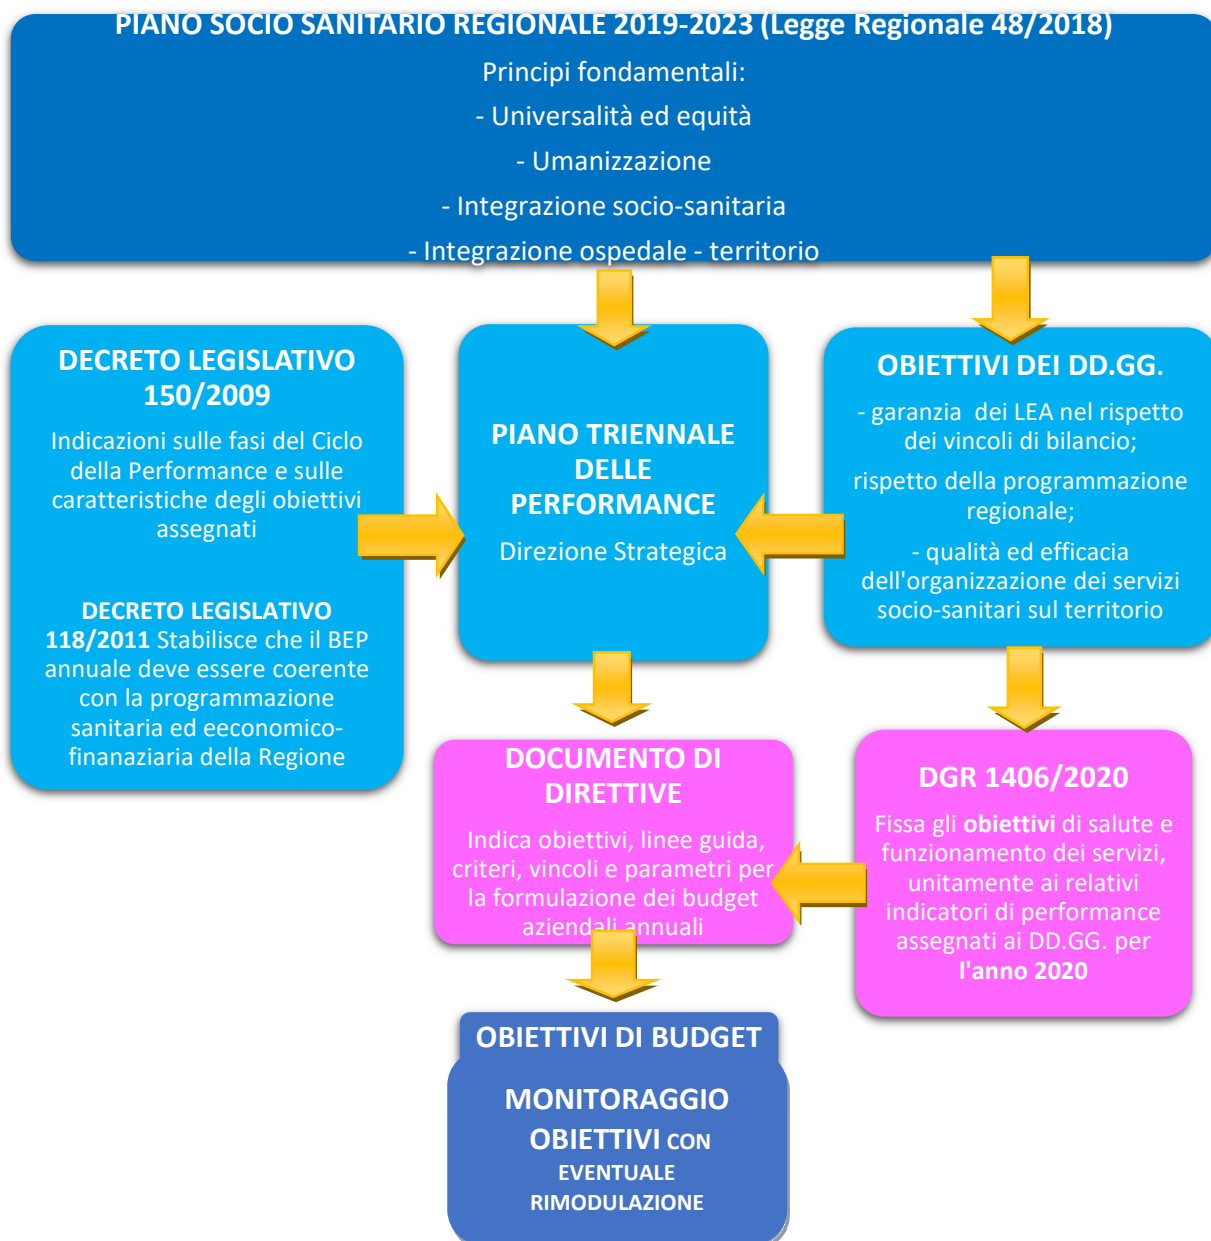 PIANO SOCIO SANITARIO REGIONALE 2019-2023 (Legge Regionale 48/2018)
Principi fondamentali:
- Universalità ed equità
- Umanizzazione
- Integrazione socio-sanitaria
- Integrazione ospedale - territorio
DECRETO LEGISLATIVO
150/2009
Indicazioni sulle fasi del Ciclo
della Performance e sulle
caratteristiche degli obiettivi
assegnati
DECRETO LEGISLATIVO
118/2011 Stabilisce che il BEP
annuale deve essere coerente
con la programmazione
sanitaria ed eeconomico-
finanaziaria della Regione
PIANO TRIENNALE
DELLE
PERFORMANCE
Direzione Strategica
OBIETTIVI DEI DD.GG.
- garanzia dei LEA nel rispetto
dei vincoli di bilancio;
rispetto della programmazione
regionale;
- qualità ed efficacia
dell'organizzazione dei servizi
socio-sanitari sul territorio
DOCUMENTO DI
DIRETTIVE
Indica obiettivi, linee guida,
criteri, vincoli e parametri per
la formulazione dei budget
aziendali annuali
DGR 1406/2020
Fissa gli obiettivi di salute e
funzionamento dei servizi,
unitamente ai relativi
indicatori di performance
assegnati ai DD.GG. per
l'anno 2020
OBIETTIVI DI BUDGET
MONITORAGGIO
OBIETTIVI CON
EVENTUALE
RIMODULAZIONE